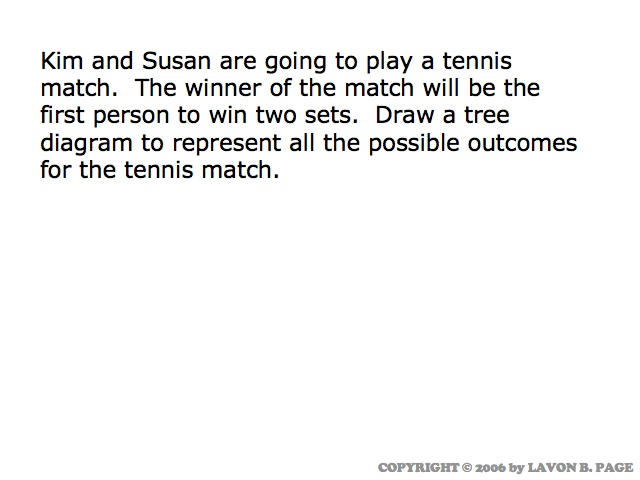 Kim and Susan are going to play a tennis
match.  The winner of the match will be the
first person to win two sets.  Draw a tree
diagram to represent all the possible outcomes
for the tennis match.
COPYRIGHT © 2006 by LAVON B. PAGE